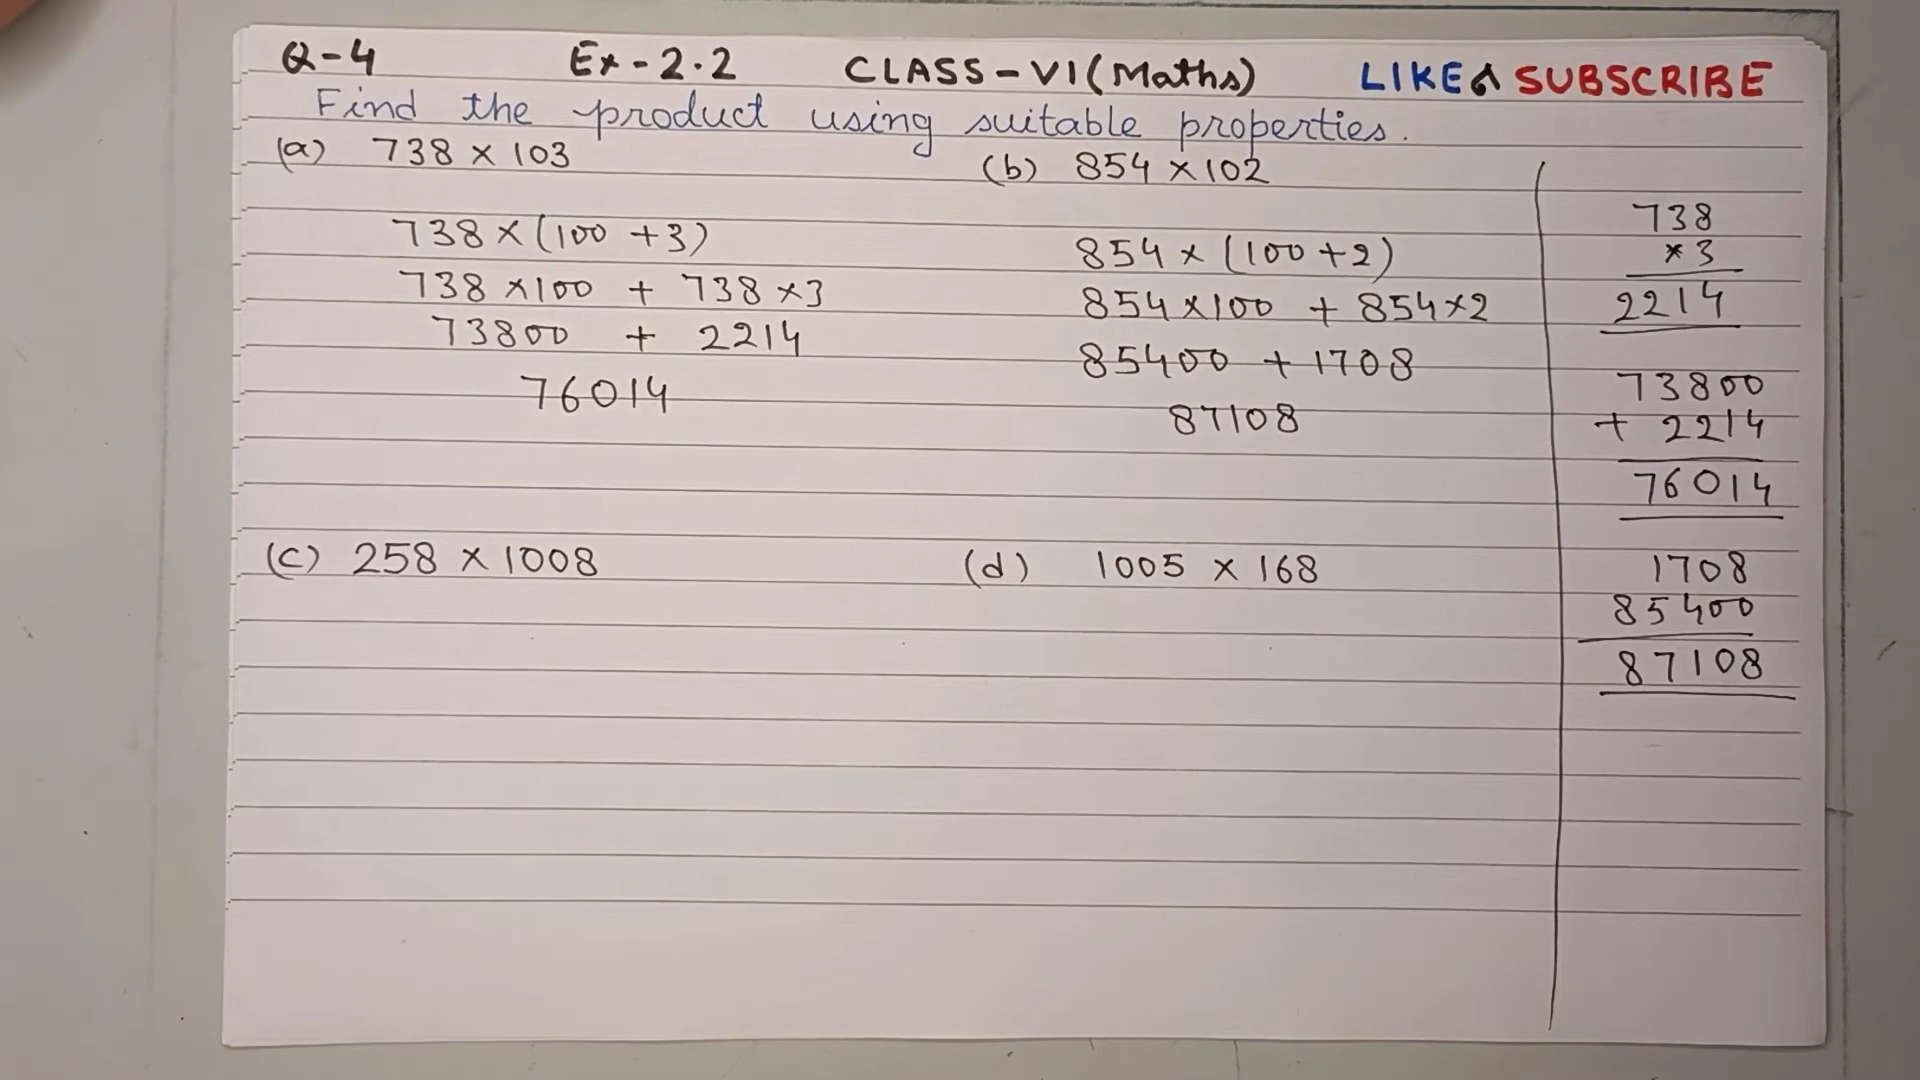 Q-4 Ex-2.2 CLASS-VI (Maths) LIKE & SUBSCRIBE
Find the product using suitable properties.
(a) 738 × 103
738 × (100 + 3)
738 × 100 + 738 × 3
73800 + 2214
76014
(b) 854 × 102
854 × (100 + 2)
854 × 100 + 854 × 2
85400 + 1708
87108
(c) 258 × 1008
(d) 1005 × 168
738
× 3
2214
73800
+ 2214
76014
1708
85400
87108